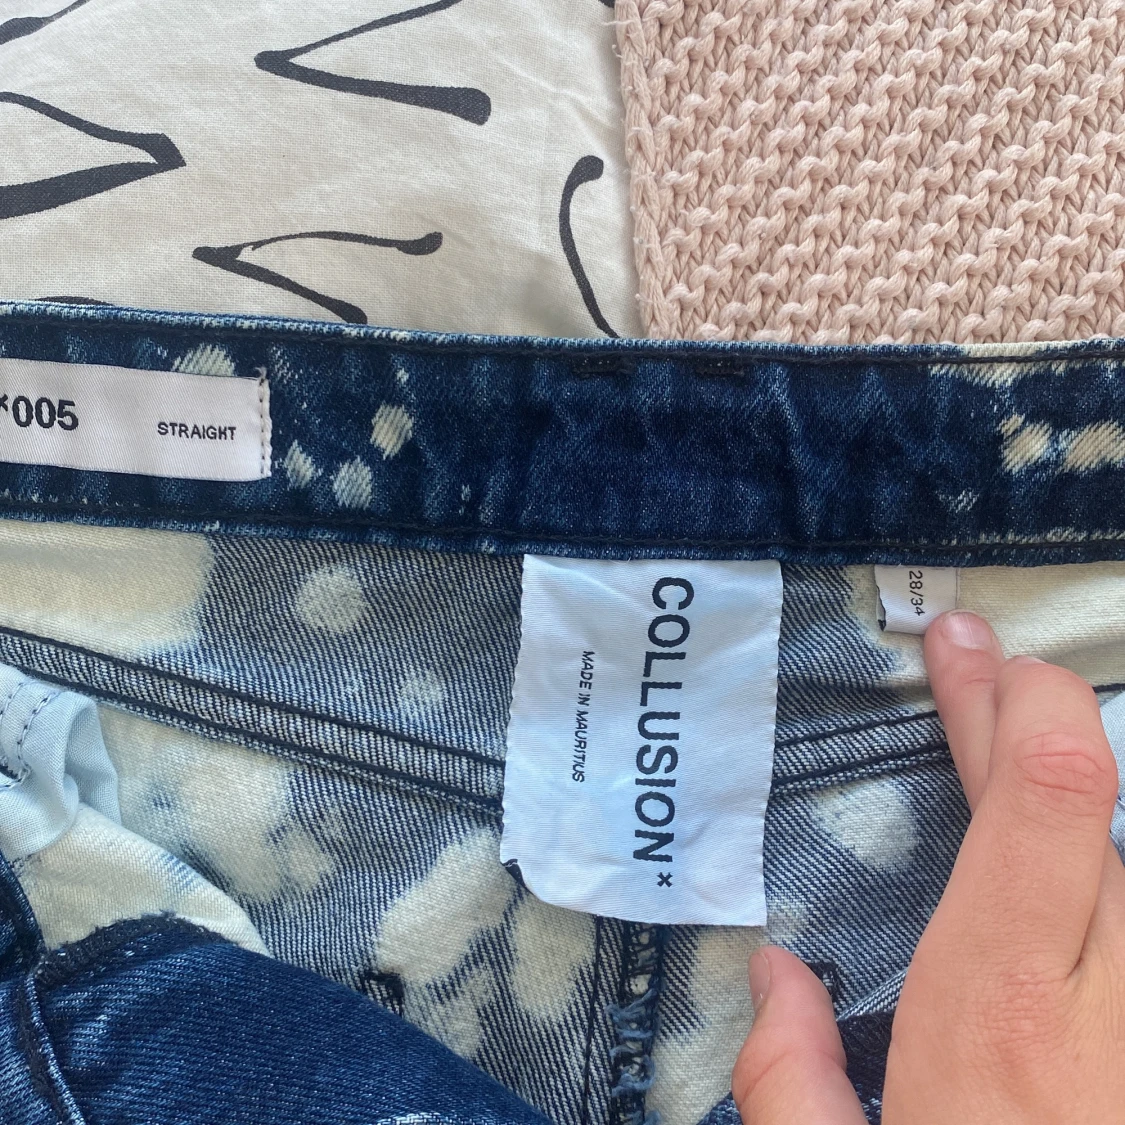 ×005
STRAIGHT
COLLUSION×
MADE IN MAURITIUS
28/34